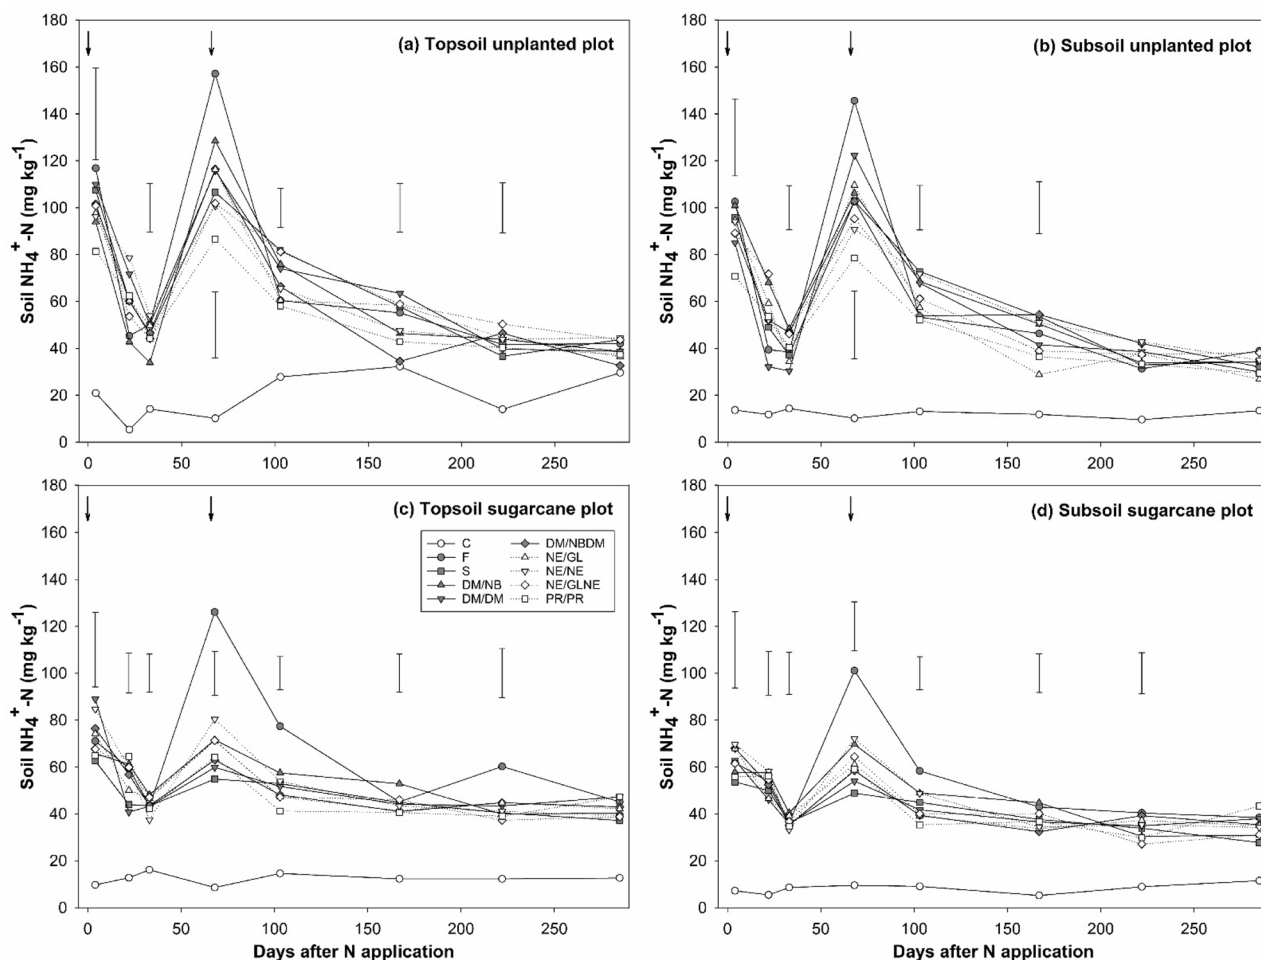 (a) Topsoil unplanted plot
Soil NH4+-N (mg kg-1)
180
160
140
120
100
80
60
40
20
0
0 50 100 150 200 250
(b) Subsoil unplanted plot
Soil NH4+-N (mg kg-1)
180
160
140
120
100
80
60
40
20
0
0 50 100 150 200 250
(c) Topsoil sugarcane plot
C
F
S
DM/NB
DM/DM
DM/NBDM
NE/GL
NE/NE
NE/GLNE
PR/PR
Soil NH4+-N (mg kg-1)
180
160
140
120
100
80
60
40
20
0
0 50 100 150 200 250
Days after N application
(d) Subsoil sugarcane plot
Soil NH4+-N (mg kg-1)
180
160
140
120
100
80
60
40
20
0
0 50 100 150 200 250
Days after N application